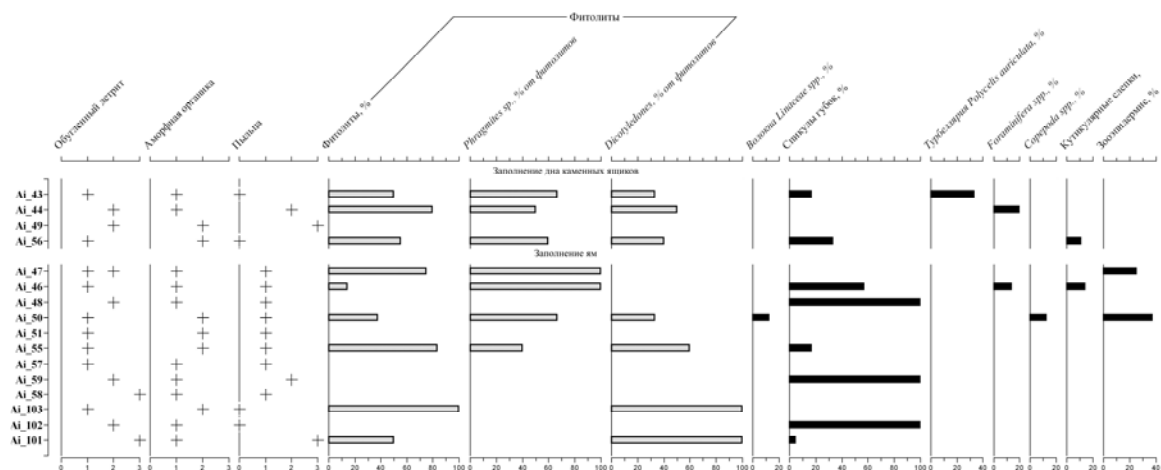 Фитолиты
Обугленный детрит
Аморфная органика
Пыльца
Фитолиты, %
Phragmites sp., % от фитолитов
Dicotyledones, % от фитолитов
Волокна Linaceae spp., %
Спикулы губок, %
Турбеллярия Polycelis auriculata, %
Foraminifera spp., %
Copepoda spp., %
Кутикулярные слепки, %
Зооэпидермис, %
Заполнение дна каменных ящиков
Ai_43
Ai_44
Ai_49
Ai_56
Заполнение ям
Ai_47
Ai_46
Ai_48
Ai_50
Ai_51
Ai_55
Ai_57
Ai_59
Ai_58
Ai_103
Ai_102
Ai_101
0 1 2 3 0 1 2 3 0 1 2 3 0 20 40 60 80 100 0 20 40 60 80 100 0 20 40 60 80 100 0 20 0 20 40 60 80 100 0 20 40 0 20 0 20 0 20 0 20 40